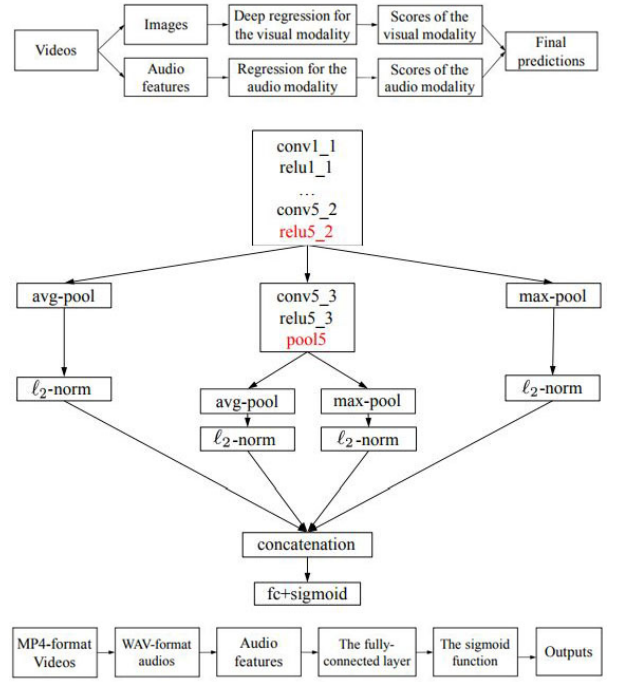 Videos
Images
Deep regression for
the visual modality
Scores of the
visual modality
Audio
features
Regression for the
audio modality
Scores of the
audio modality
Final
predictions
conv1_1
relu1_1
...
conv5_2
relu5_2
avg-pool
conv5_3
relu5_3
pool5
max-pool
ℓ₂-norm
avg-pool
max-pool
ℓ₂-norm
ℓ₂-norm
ℓ₂-norm
concatenation
fc+sigmoid
MP4-format
Videos
WAV-format
audios
Audio
features
The fully-
connected layer
The sigmoid
function
Outputs